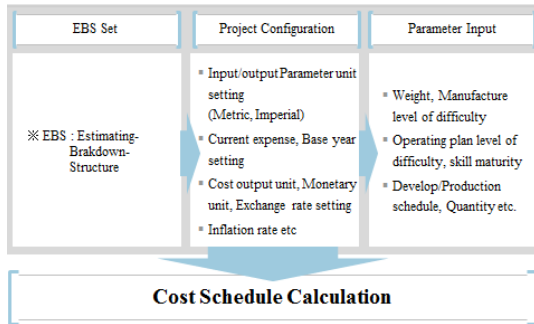 EBS Set
Project Configuration
Parameter Input
※ EBS : Estimating-
Brakdown-
Structure
▪ Input/output Parameter unit
setting
(Metric, Imperial)
▪ Current expense, Base year
setting
▪ Cost output unit, Monetary
unit, Exchange rate setting
▪ Inflation rate etc
▪ Weight, Manufacture
level of difficulty
▪ Operating plan level of
difficulty, skill maturity
▪ Develop/Production
schedule, Quantity etc.
Cost Schedule Calculation